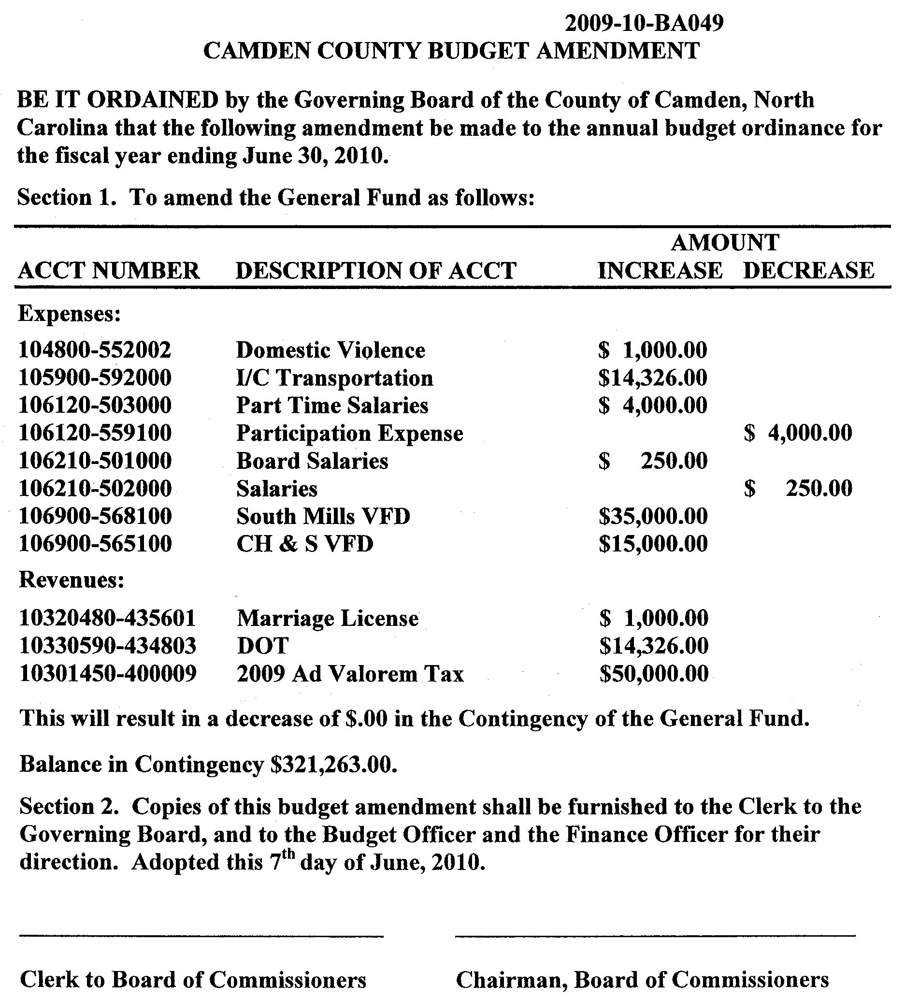 2009-10-BA049
CAMDEN COUNTY BUDGET AMENDMENT
BE IT ORDAINED by the Governing Board of the County of Camden, North
Carolina that the following amendment be made to the annual budget ordinance for
the fiscal year ending June 30, 2010.
Section 1. To amend the General Fund as follows:
AMOUNT
ACCT NUMBER DESCRIPTION OF ACCT INCREASE DECREASE
Expenses:
104800-552002 Domestic Violence $ 1,000.00
105900-592000 I/C Transportation $14,326.00
106120-503000 Part Time Salaries $ 4,000.00
106120-559100 Participation Expense $ 4,000.00
106210-501000 Board Salaries $ 250.00
106210-502000 Salaries $ 250.00
106900-568100 South Mills VFD $35,000.00
106900-565100 CH & S VFD $15,000.00
Revenues:
10320480-435601 Marriage License $ 1,000.00
10330590-434803 DOT $14,326.00
10301450-400009 2009 Ad Valorem Tax $50,000.00
This will result in a decrease of $.00 in the Contingency of the General Fund.
Balance in Contingency $321,263.00.
Section 2. Copies of this budget amendment shall be furnished to the Clerk to the
Governing Board, and to the Budget Officer and the Finance Officer for their
direction. Adopted this 7th day of June, 2010.
Clerk to Board of Commissioners Chairman, Board of Commissioners